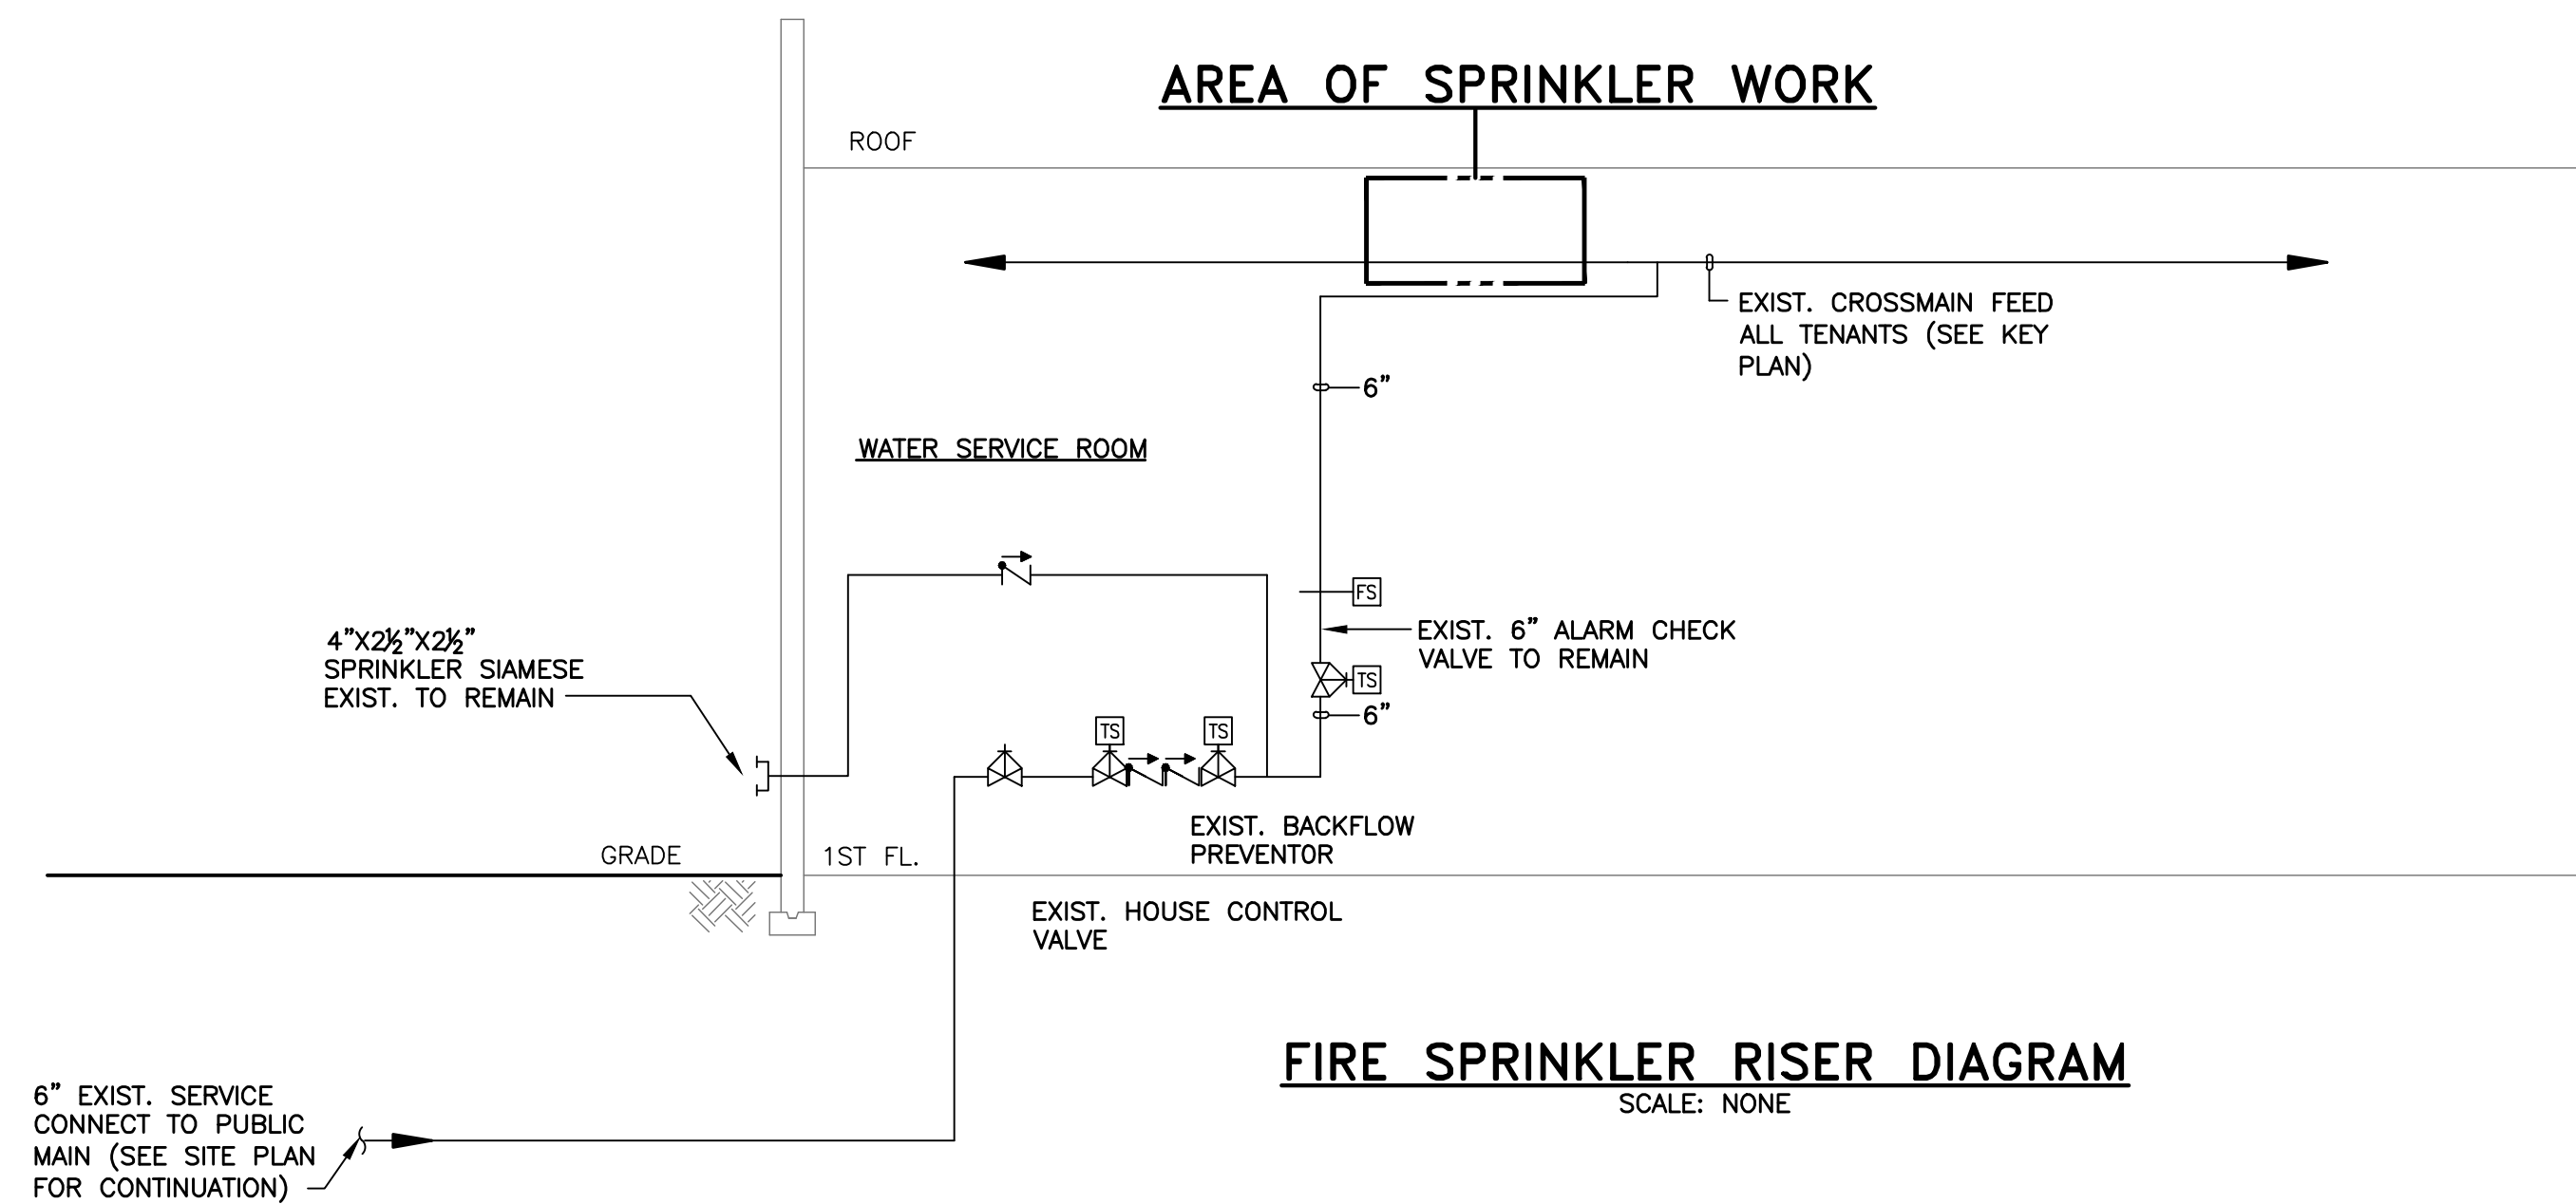 AREA OF SPRINKLER WORK
ROOF
EXIST. CROSSMAIN FEED
ALL TENANTS (SEE KEY
PLAN)
6"
WATER SERVICE ROOM
FS
EXIST. 6" ALARM CHECK
VALVE TO REMAIN
TS
6"
4"X2½"X2½"
SPRINKLER SIAMESE
EXIST. TO REMAIN
TS
TS
EXIST. BACKFLOW
PREVENTOR
GRADE
1ST FL.
EXIST. HOUSE CONTROL
VALVE
FIRE SPRINKLER RISER DIAGRAM
SCALE: NONE
6" EXIST. SERVICE
CONNECT TO PUBLIC
MAIN (SEE SITE PLAN
FOR CONTINUATION)